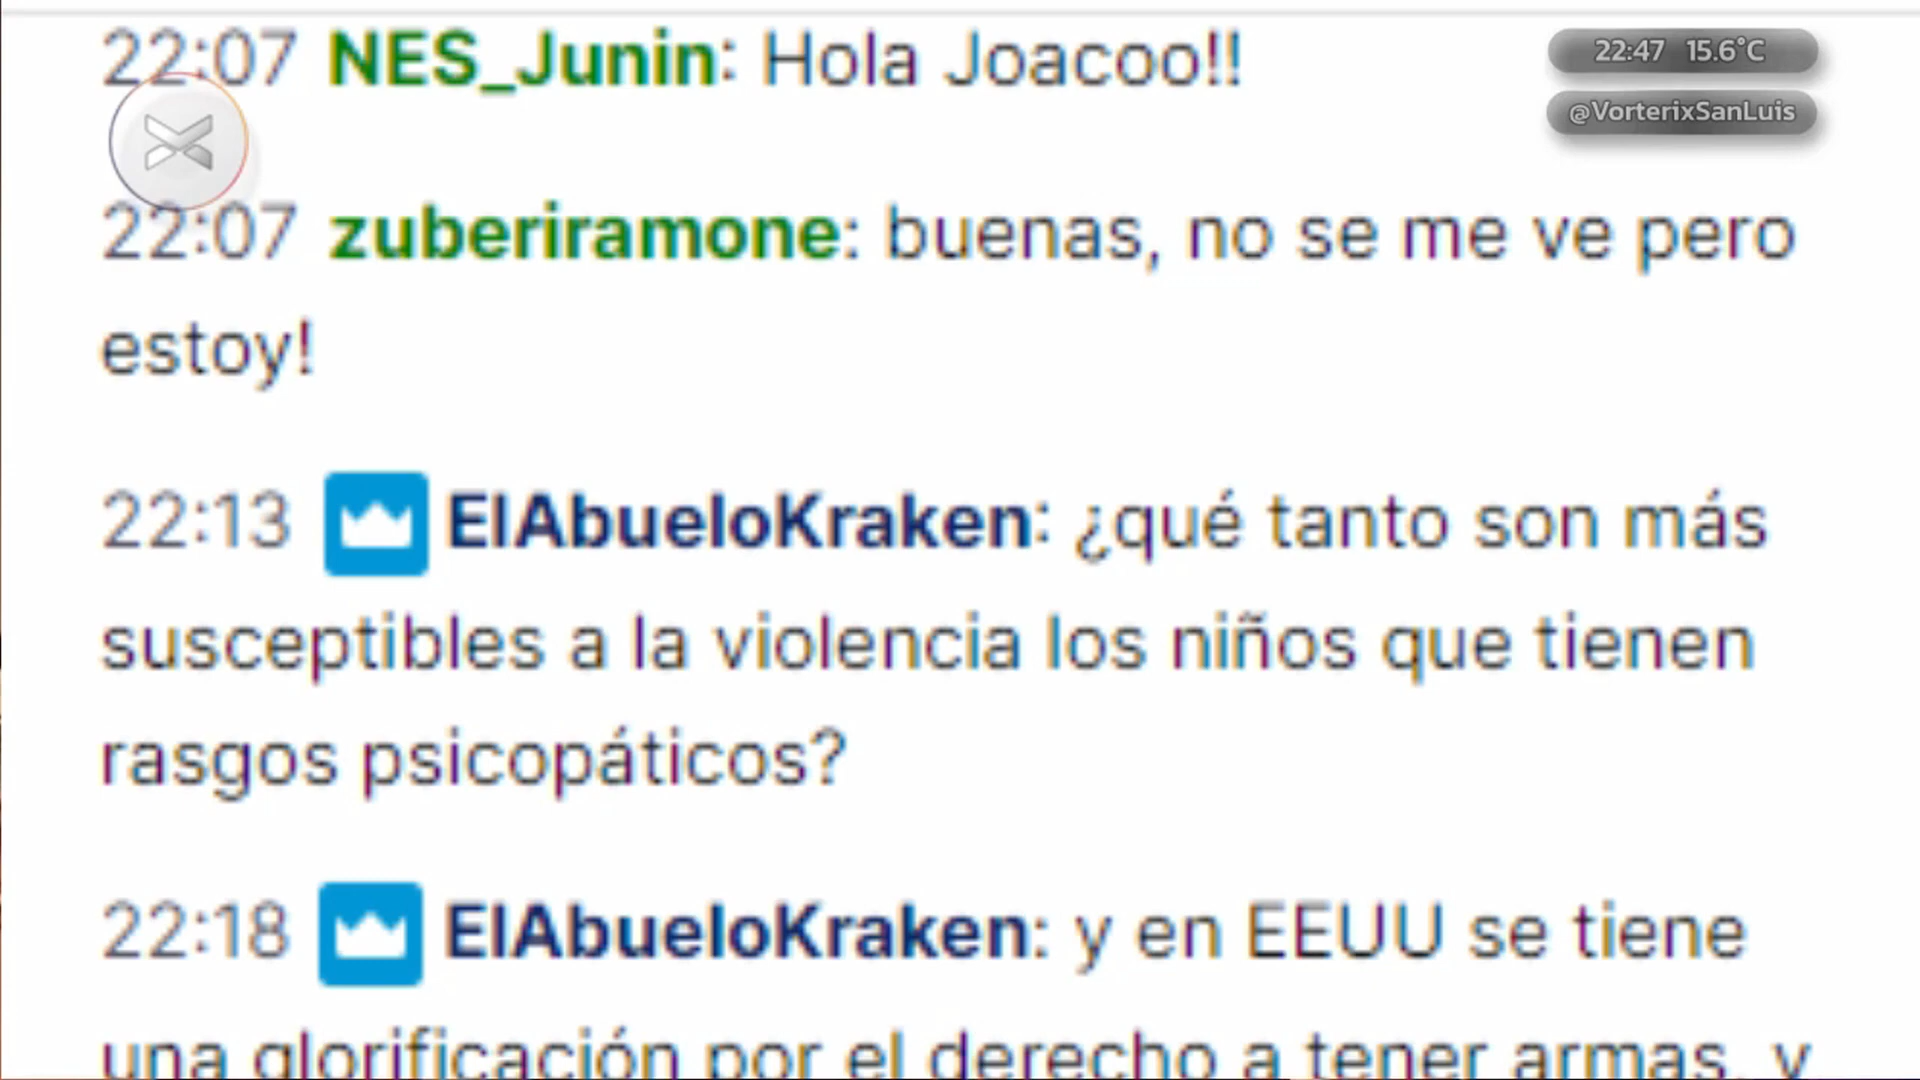 22:07 NES_Junin: Hola Joacoo!!
22:47 15.6°C
@VorterixSanLuis
22:07 zuberiramone: buenas, no se me ve pero
estoy!
22:13 ElAbueloKraken: ¿qué tanto son más
susceptibles a la violencia los niños que tienen
rasgos psicopáticos?
22:18 ElAbueloKraken: y en EEUU se tiene
una glorificación por el derecho a tener armas, y